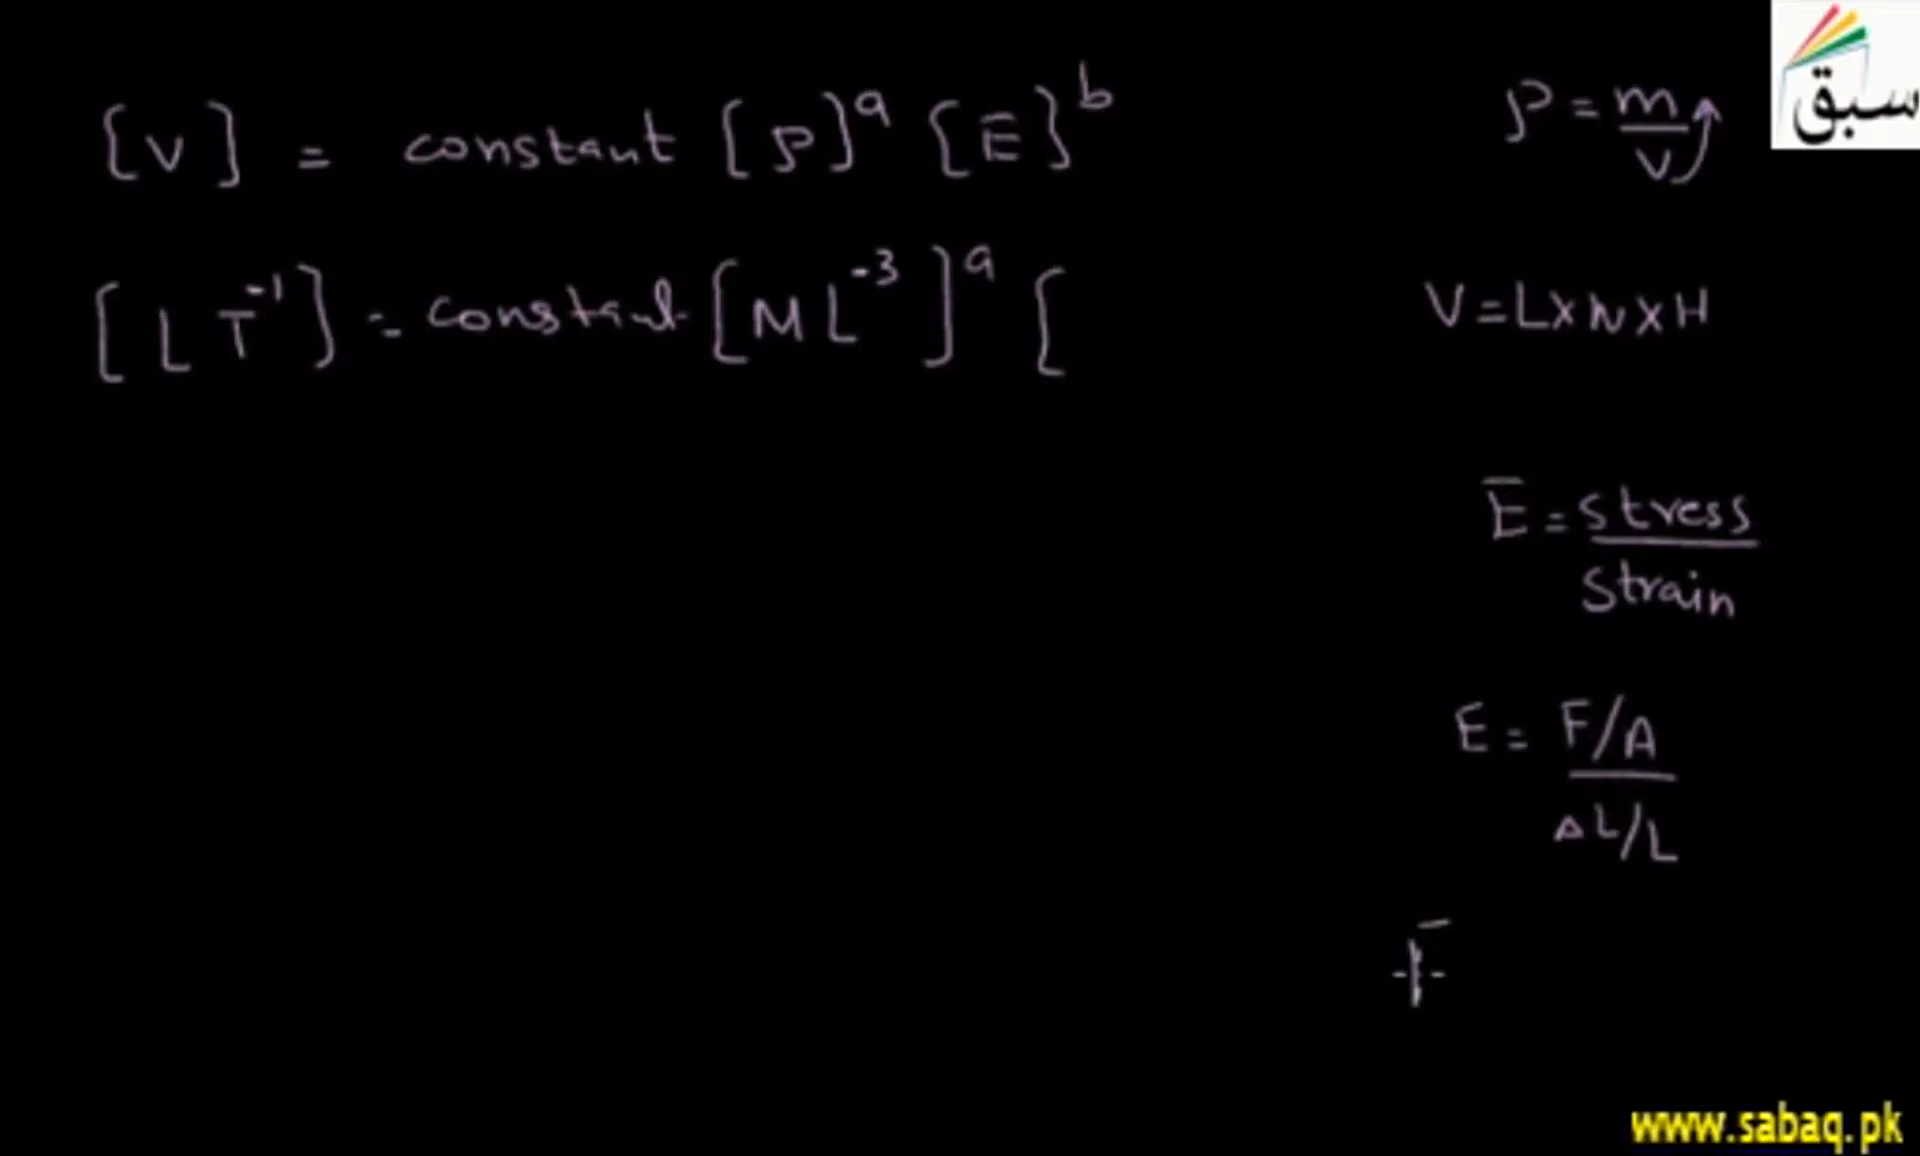 [V] = constant [ρ]^a [E]^b
[LT^-1] = constant [ML^-3]^a [
ρ = m/V
V = L x W x H
E = stress/strain
E = F/A / ΔL/L
سبق
www.sabaq.pk